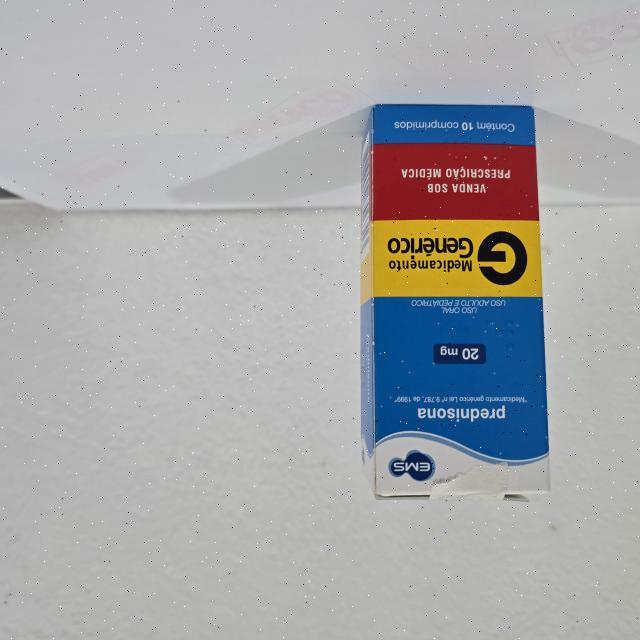 EMS
prednisona
"Medicamento genérico Lei nº 9.787, de 1999"
20 mg
USO ORAL
USO ADULTO E PEDIÁTRICO
G
Medicamento
Genérico
VENDA SOB
PRESCRIÇÃO MÉDICA
Contém 10 comprimidos